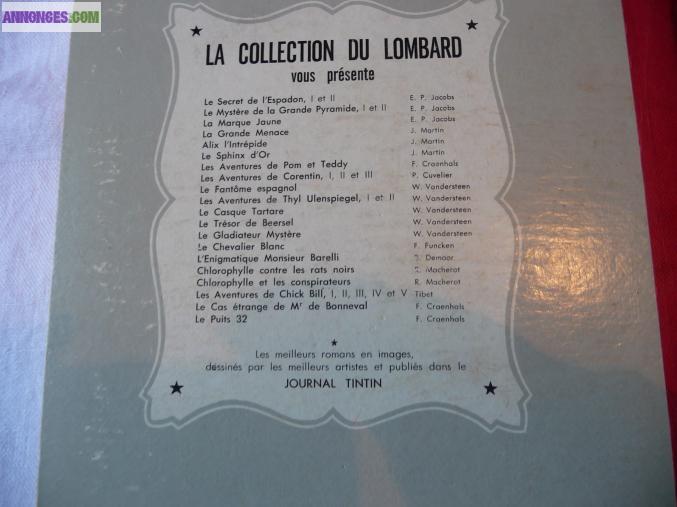 ANNONCES.COM
LA COLLECTION DU LOMBARD
vous présente
Le Secret de l'Espadon, I et II E. P. Jacobs
Le Mystère de la Grande Pyramide, I et II E. P. Jacobs
La Marque Jaune E. P. Jacobs
La Grande Menace J. Martin
Alix l'Intrépide J. Martin
Le Sphinx d'Or J. Martin
Les Aventures de Pom et Teddy F. Craenhals
Les Aventures de Corentin, I, II et III P. Cuvelier
Le Fantôme espagnol W. Vandersteen
Les Aventures de Thyl Ulenspiegel, I et II W. Vandersteen
Le Casque Tartare W. Vandersteen
Le Trésor de Beersel W. Vandersteen
Le Gladiateur Mystère W. Vandersteen
Le Chevalier Blanc F. Funcken
L'Enigmatique Monsieur Barelli B. Demoor
Chlorophylle contre les rats noirs R. Macherot
Chlorophylle et les conspirateurs R. Macherot
Les Aventures de Chick Bill, I, II, III, IV et V Tibet
Le Cas étrange de Mr de Bonneval F. Craenhals
Le Puits 32 F. Craenhals
Les meilleurs romans en images,
dessinés par les meilleurs artistes et publiés dans le
JOURNAL TINTIN